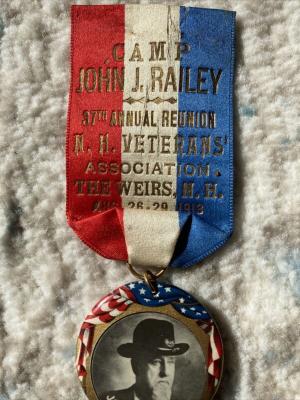 CAMP
JOHN J. RAILEY
37TH ANNUAL REUNION
N. H. VETERANS'
ASSOCIATION.
THE WEIRS, N. H.
AUG. 26-29, 1913